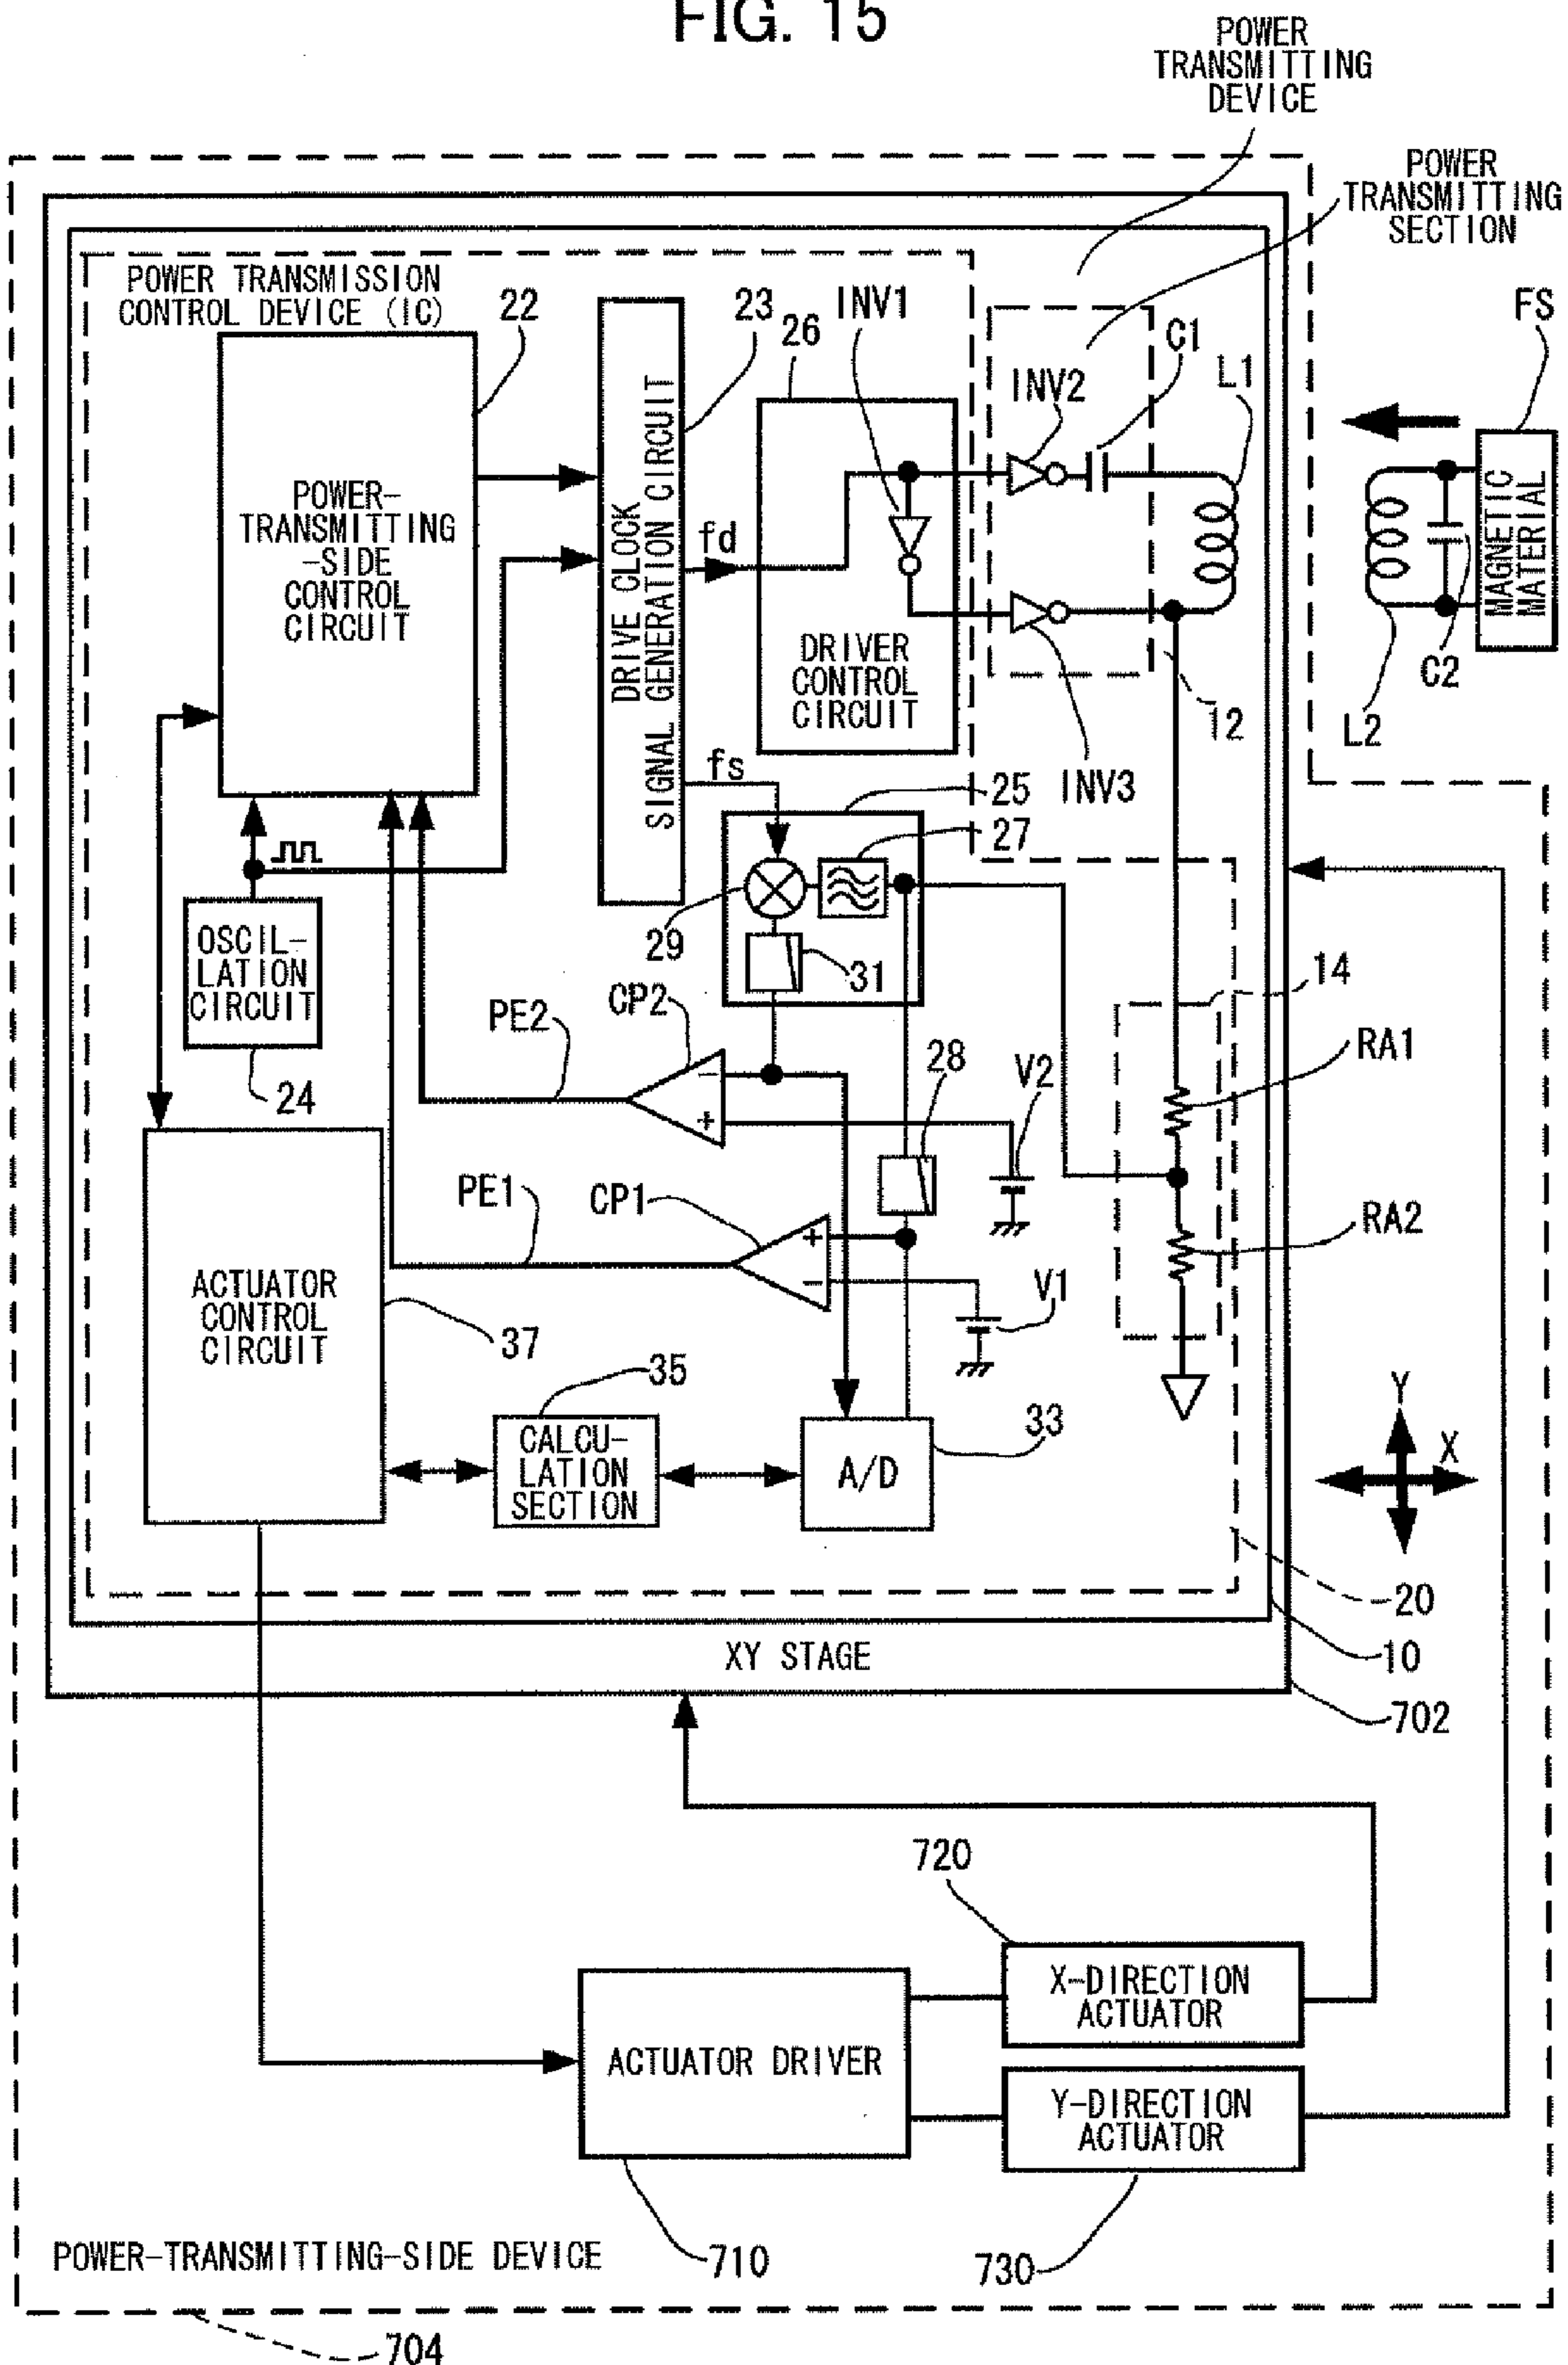 FIG. 15
POWER
TRANSMITTING
DEVICE
POWER
TRANSMITTING
SECTION
POWER TRANSMISSION
CONTROL DEVICE (IC)
22
23
26
INV1
C1
FS
INV2
L1
POWER-
TRANSMITTING
-SIDE
CONTROL
CIRCUIT
DRIVE CLOCK
SIGNAL GENERATION CIRCUIT
fd
MAGNETIC
MATERIAL
DRIVER
CONTROL
CIRCUIT
C2
12
L2
fs
25
INV3
27
29
31
OSCIL-
LATION
CIRCUIT
14
CP2
PE2
RA1
28
V2
24
-
+
PE1
CP1
RA2
+
-
V1
ACTUATOR
CONTROL
CIRCUIT
37
35
33
Y
X
CALCU-
LATION
SECTION
A/D
20
XY STAGE
10
702
720
X-DIRECTION
ACTUATOR
ACTUATOR DRIVER
Y-DIRECTION
ACTUATOR
POWER-TRANSMITTING-SIDE DEVICE
710
730
704